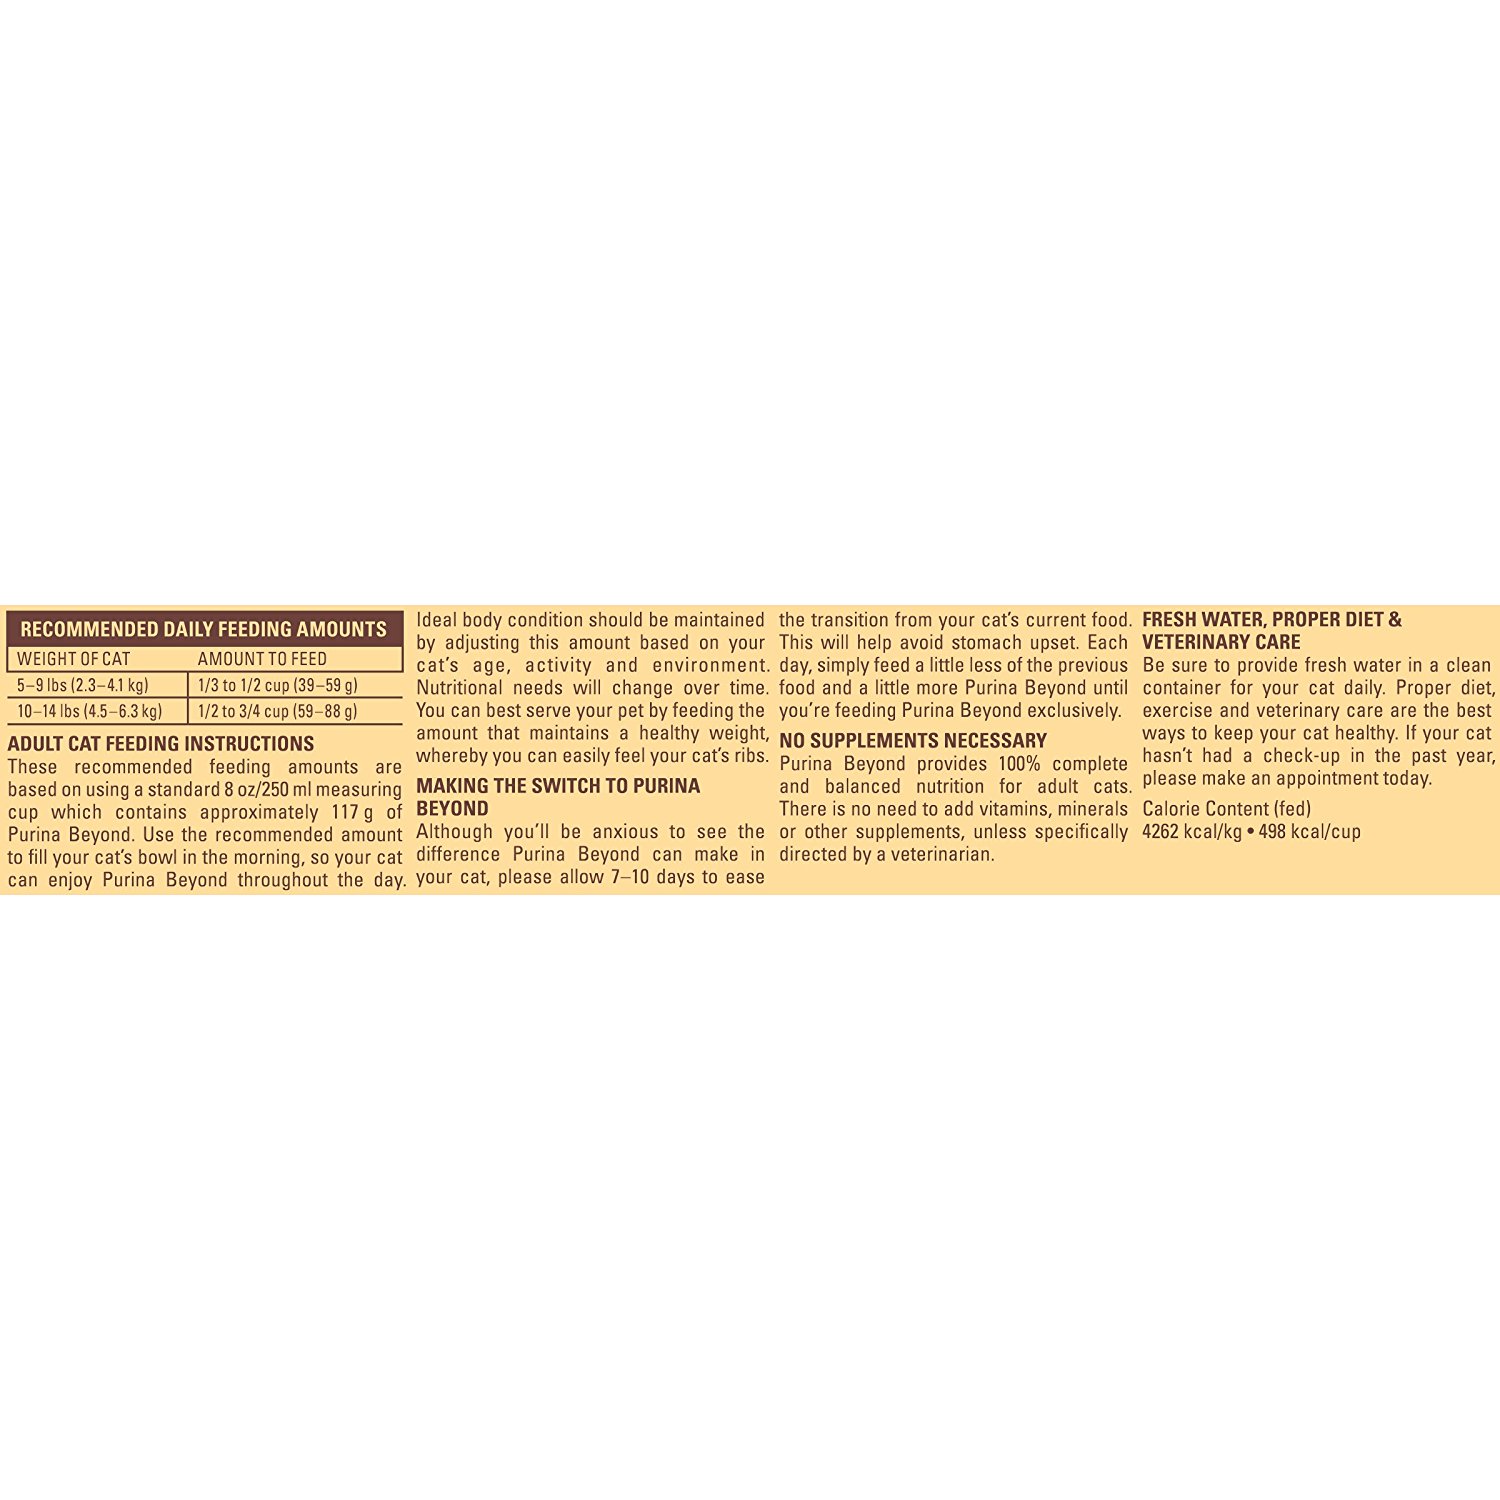 RECOMMENDED DAILY FEEDING AMOUNTS
WEIGHT OF CAT AMOUNT TO FEED
5–9 lbs (2.3–4.1 kg) 1/3 to 1/2 cup (39–59 g)
10–14 lbs (4.5–6.3 kg) 1/2 to 3/4 cup (59–88 g)
ADULT CAT FEEDING INSTRUCTIONS
These recommended feeding amounts are
based on using a standard 8 oz/250 ml measuring
cup which contains approximately 117 g of
Purina Beyond. Use the recommended amount
to fill your cat's bowl in the morning, so your cat
can enjoy Purina Beyond throughout the day.
Ideal body condition should be maintained
by adjusting this amount based on your
cat's age, activity and environment.
Nutritional needs will change over time.
You can best serve your pet by feeding the
amount that maintains a healthy weight,
whereby you can easily feel your cat's ribs.
MAKING THE SWITCH TO PURINA
BEYOND
Although you'll be anxious to see the
difference Purina Beyond can make in
your cat, please allow 7–10 days to ease
the transition from your cat's current food.
This will help avoid stomach upset. Each
day, simply feed a little less of the previous
food and a little more Purina Beyond until
you're feeding Purina Beyond exclusively.
NO SUPPLEMENTS NECESSARY
Purina Beyond provides 100% complete
and balanced nutrition for adult cats.
There is no need to add vitamins, minerals
or other supplements, unless specifically
directed by a veterinarian.
FRESH WATER, PROPER DIET &
VETERINARY CARE
Be sure to provide fresh water in a clean
container for your cat daily. Proper diet,
exercise and veterinary care are the best
ways to keep your cat healthy. If your cat
hasn't had a check-up in the past year,
please make an appointment today.
Calorie Content (fed)
4262 kcal/kg • 498 kcal/cup